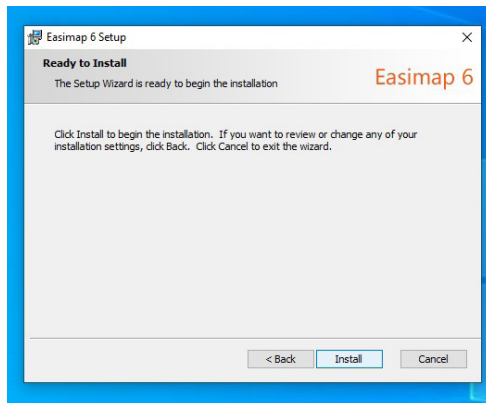 Easimap 6 Setup
Ready to Install
The Setup Wizard is ready to begin the installation
Easimap 6
Click Install to begin the installation.  If you want to review or change any of your
installation settings, click Back.  Click Cancel to exit the wizard.
< Back
Install
Cancel